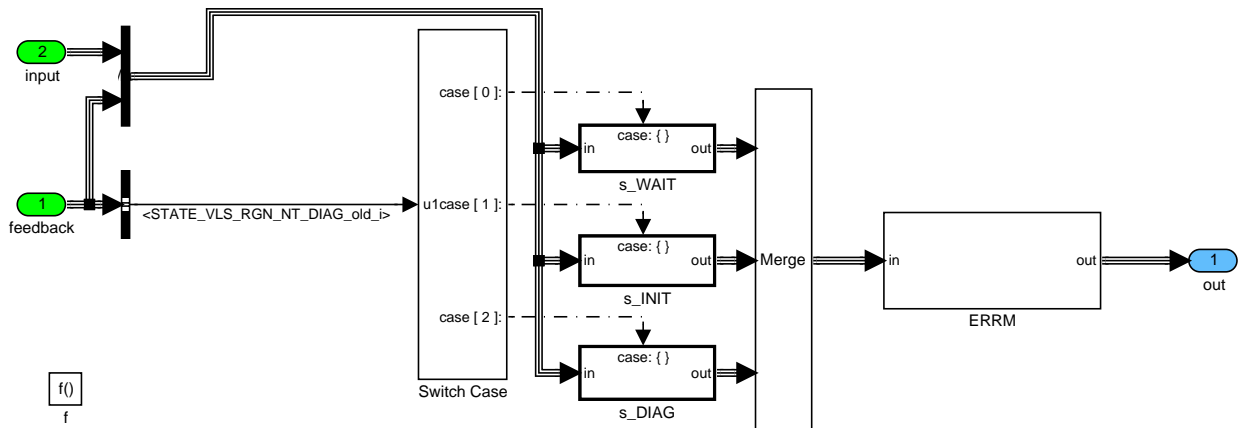 2
input
1
feedback
<STATE_VLS_RGN_NT_DIAG_old_i>
case [ 0 ]:
u1case [ 1 ]:
case [ 2 ]:
Switch Case
case: { }
in
out
s_WAIT
case: { }
in
out
s_INIT
case: { }
in
out
s_DIAG
Merge
in
out
ERRM
1
out
f()
f